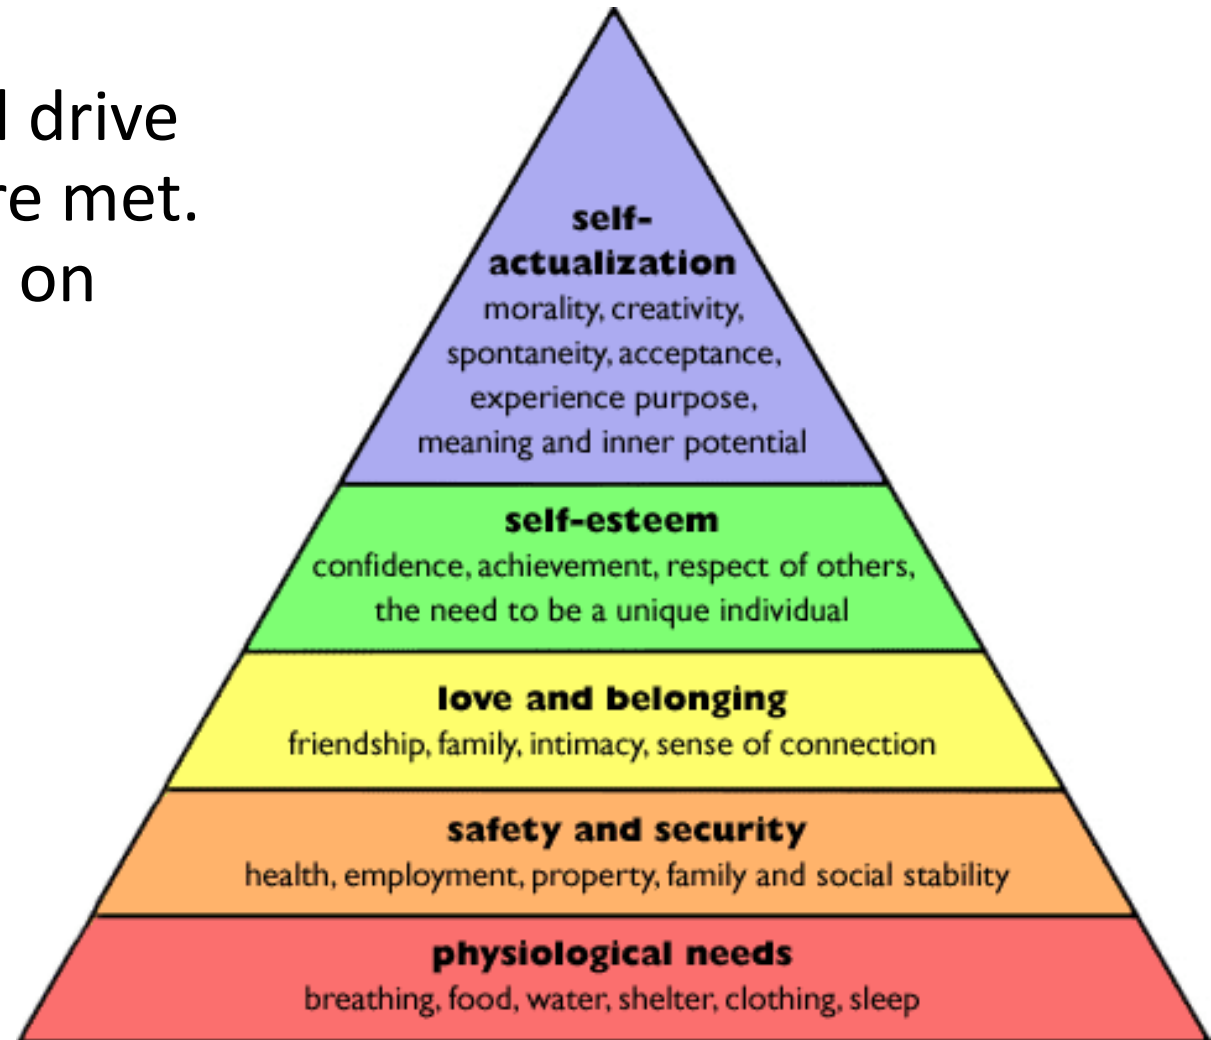 drive
re met.
on
self-
actualization
morality, creativity,
spontaneity, acceptance,
experience purpose,
meaning and inner potential
self-esteem
confidence, achievement, respect of others,
the need to be a unique individual
love and belonging
friendship, family, intimacy, sense of connection
safety and security
health, employment, property, family and social stability
physiological needs
breathing, food, water, shelter, clothing, sleep